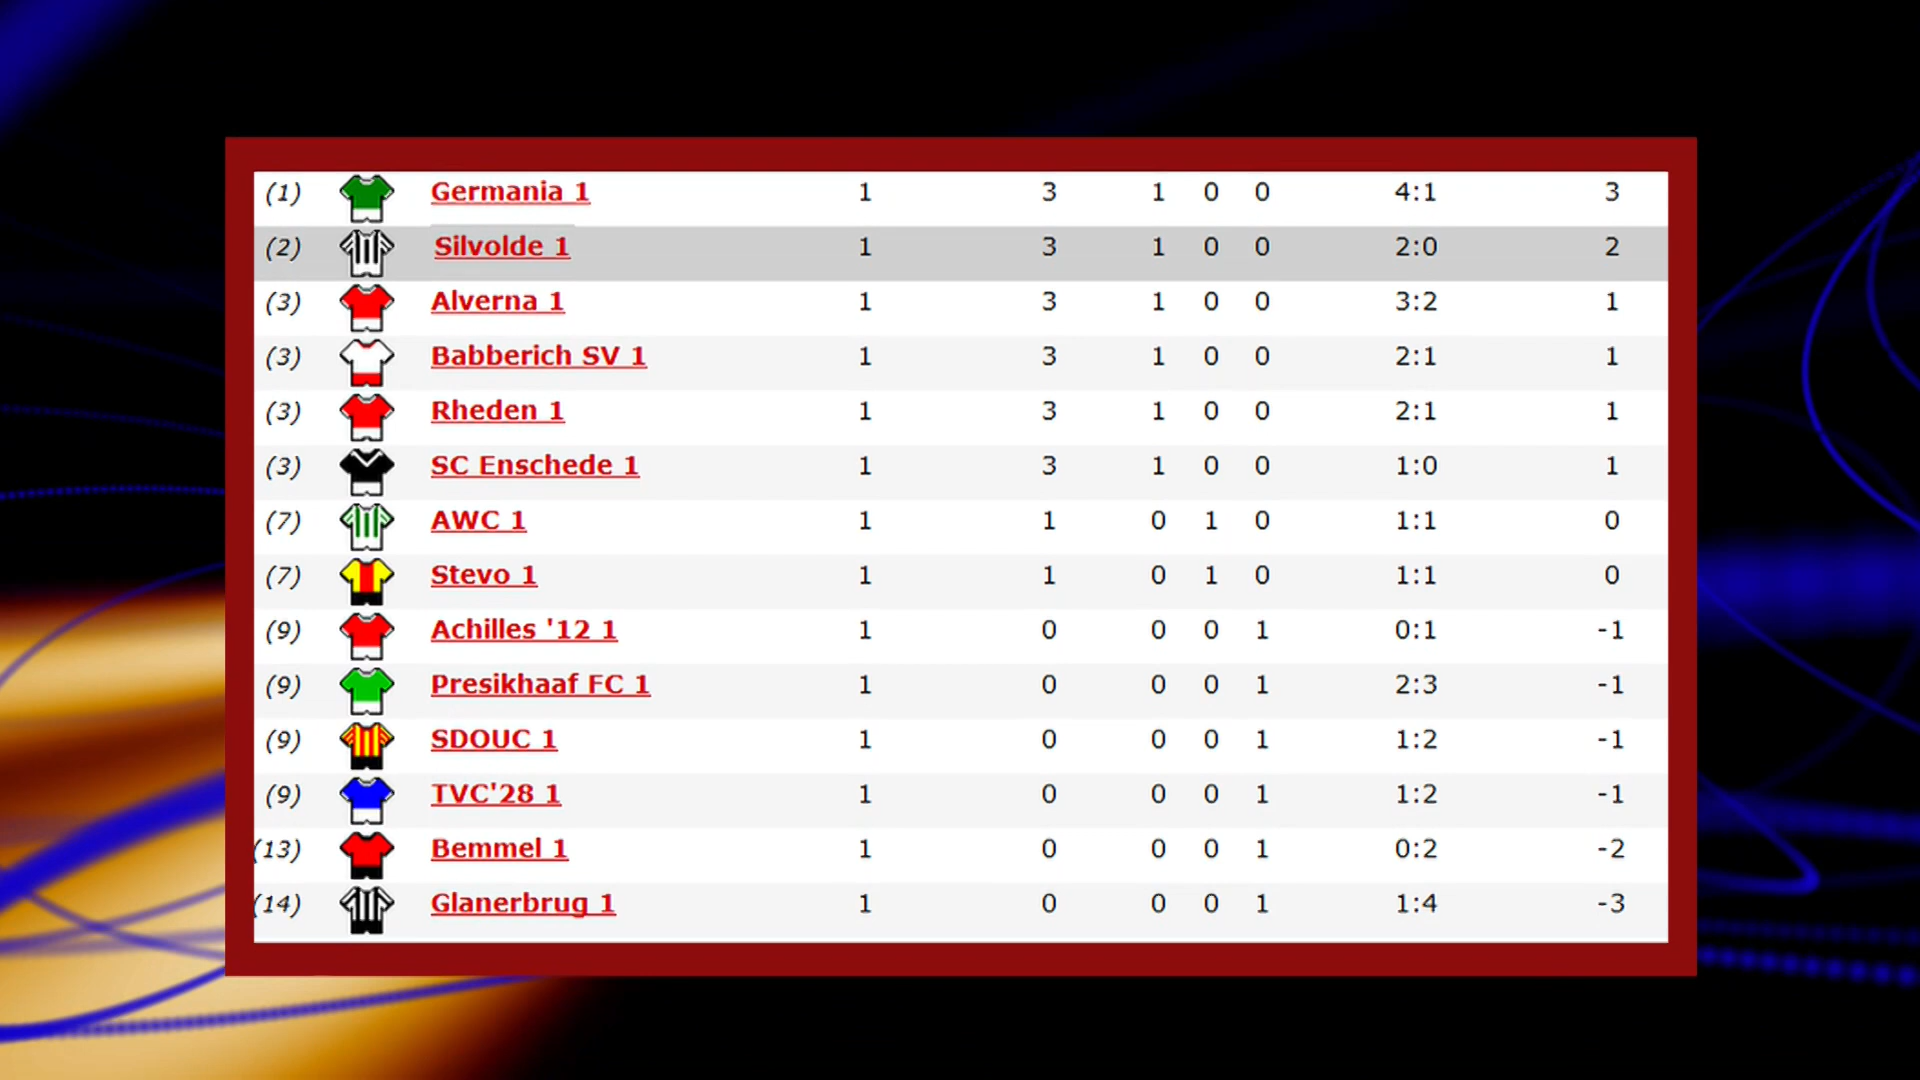 (1) Germania 1 1 3 1 0 0 4:1 3
(2) Silvolde 1 1 3 1 0 0 2:0 2
(3) Alverna 1 1 3 1 0 0 3:2 1
(3) Babberich SV 1 1 3 1 0 0 2:1 1
(3) Rheden 1 1 3 1 0 0 2:1 1
(3) SC Enschede 1 1 3 1 0 0 1:0 1
(7) AWC 1 1 1 0 1 0 1:1 0
(7) Stevo 1 1 1 0 1 0 1:1 0
(9) Achilles '12 1 1 0 0 0 1 0:1 -1
(9) Presikhaaf FC 1 1 0 0 0 1 2:3 -1
(9) SDOUC 1 1 0 0 0 1 1:2 -1
(9) TVC'28 1 1 0 0 0 1 1:2 -1
(13) Bemmel 1 1 0 0 0 1 0:2 -2
(14) Glanerbrug 1 1 0 0 0 1 1:4 -3